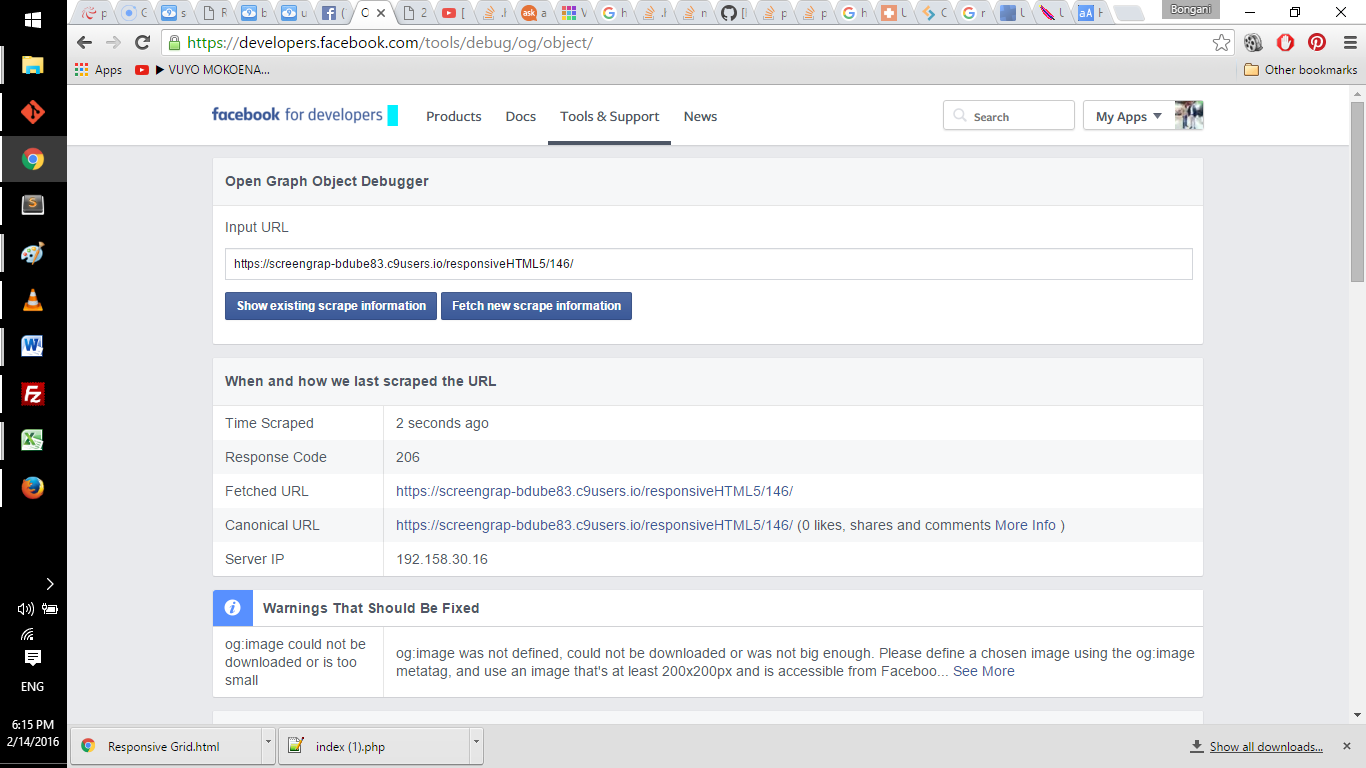 Bongani
https://developers.facebook.com/tools/debug/og/object/
Apps
VUYO MOKOENA...
Other bookmarks
facebook for developers
Products
Docs
Tools & Support
News
Search
My Apps
Open Graph Object Debugger
Input URL
https://screengrap-bdube83.c9users.io/responsiveHTML5/146/
Show existing scrape information
Fetch new scrape information
When and how we last scraped the URL
Time Scraped
2 seconds ago
Response Code
206
Fetched URL
https://screengrap-bdube83.c9users.io/responsiveHTML5/146/
Canonical URL
https://screengrap-bdube83.c9users.io/responsiveHTML5/146/ (0 likes, shares and comments More Info )
Server IP
192.158.30.16
Warnings That Should Be Fixed
og:image could not be
downloaded or is too
small
og:image was not defined, could not be downloaded or was not big enough. Please define a chosen image using the og:image
metatag, and use an image that's at least 200x200px and is accessible from Faceboo... See More
ENG
6:15 PM
2/14/2016
Responsive Grid.html
index (1).php
Show all downloads...